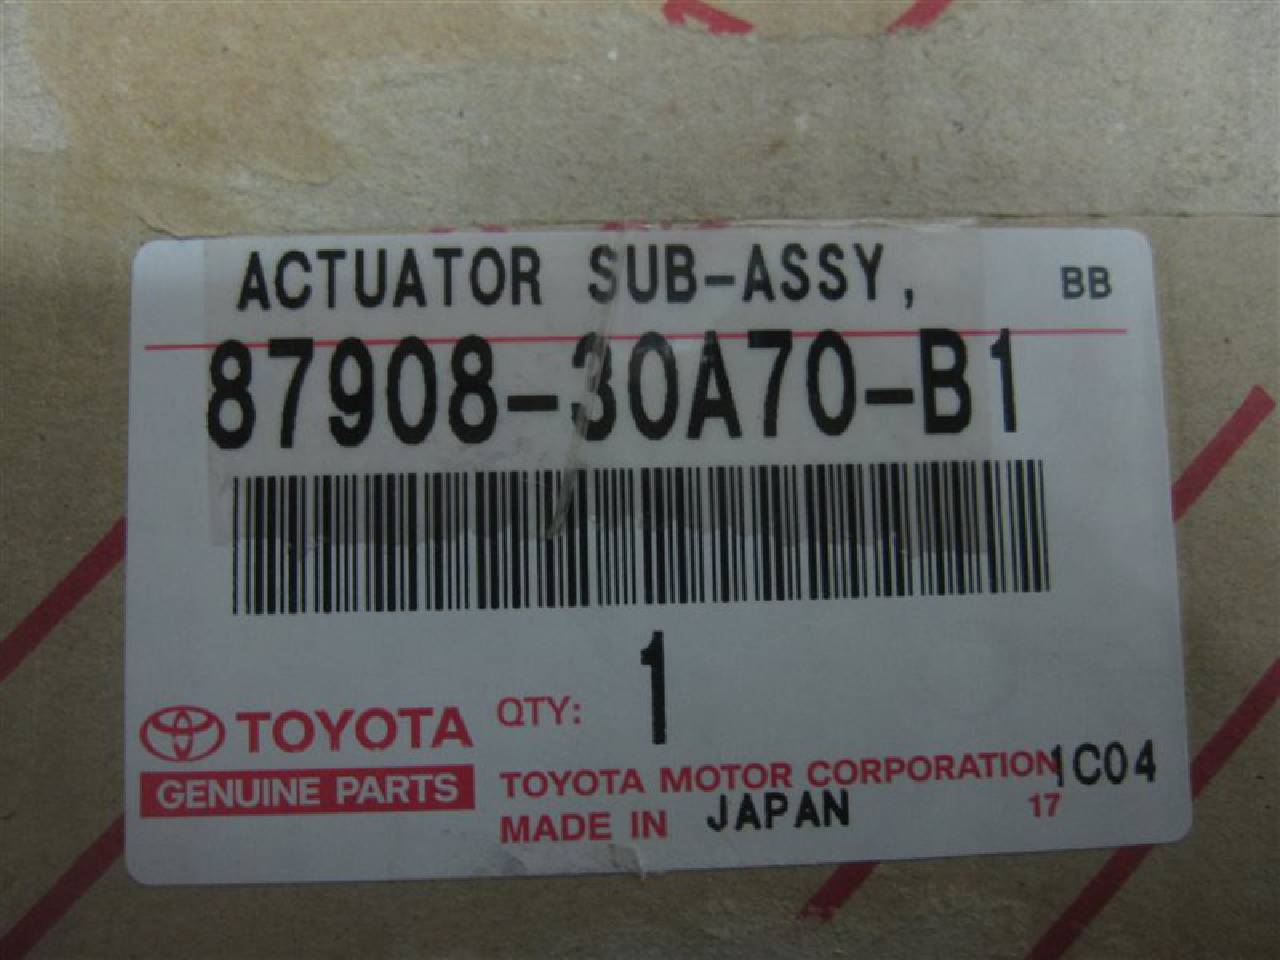 ACTUATOR SUB-ASSY, BB
87908-30A70-B1
1
TOYOTA QTY:
GENUINE PARTS
TOYOTA MOTOR CORPORATION 1C04
MADE IN JAPAN 17